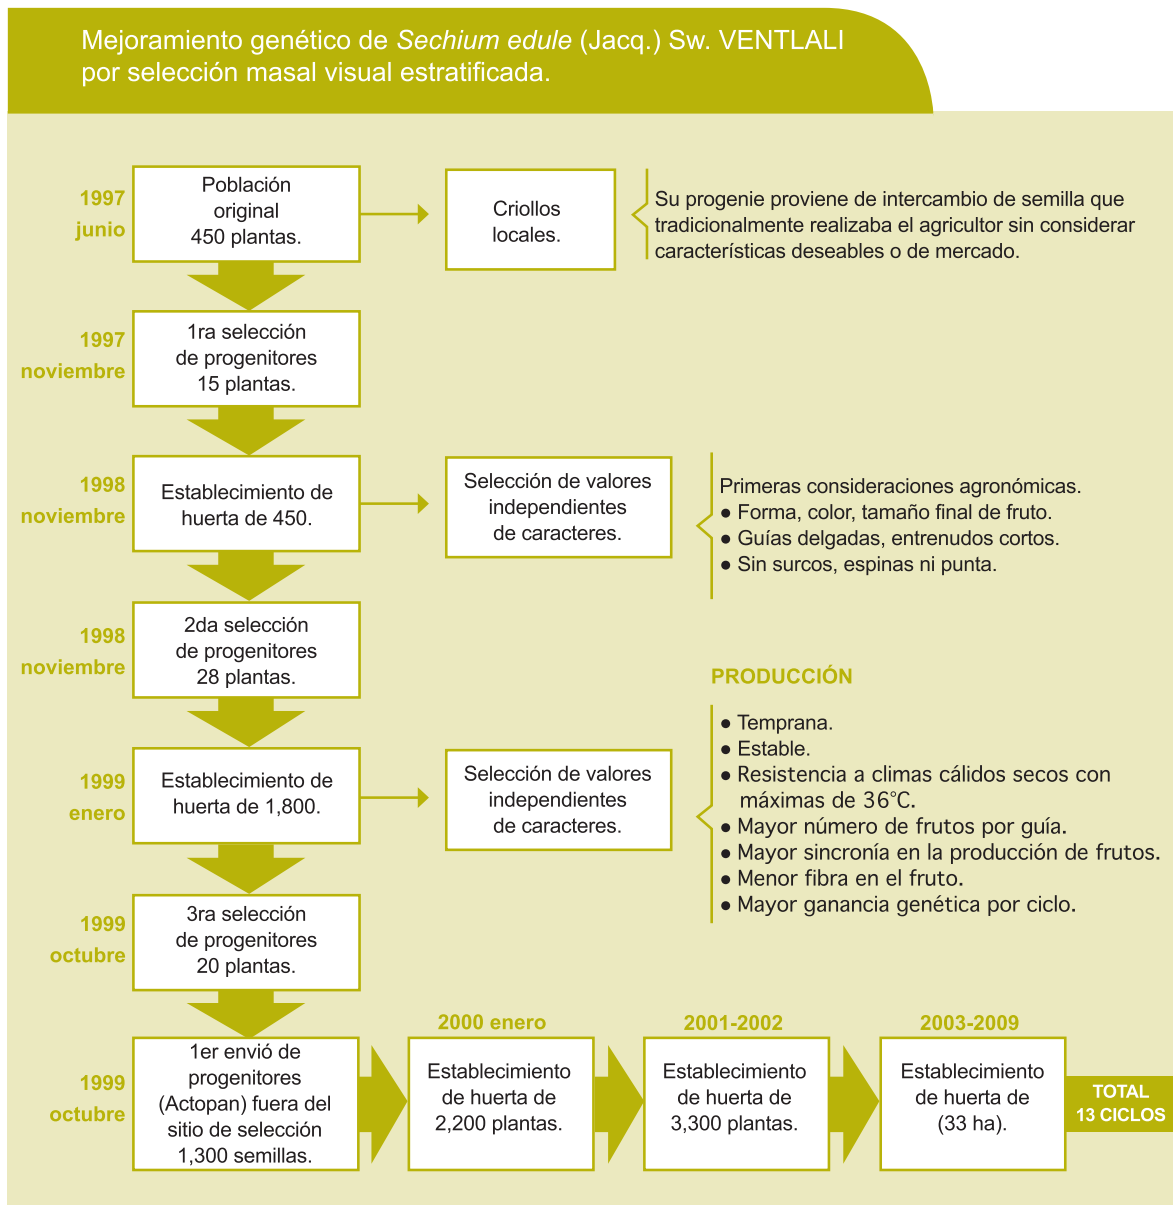 Mejoramiento genético de Sechium edule (Jacq.) Sw. VENTLALI
por selección masal visual estratificada.
1997
junio
Población
original
450 plantas.
Criollos
locales.
Su progenie proviene de intercambio de semilla que
tradicionalmente realizaba el agricultor sin considerar
características deseables o de mercado.
1997
noviembre
1ra selección
de progenitores
15 plantas.
1998
noviembre
Establecimiento de
huerta de 450.
Selección de valores
independientes
de caracteres.
Primeras consideraciones agronómicas.
● Forma, color, tamaño final de fruto.
● Guías delgadas, entrenudos cortos.
● Sin surcos, espinas ni punta.
1998
noviembre
2da selección
de progenitores
28 plantas.
1999
enero
Establecimiento de
huerta de 1,800.
Selección de valores
independientes
de caracteres.
PRODUCCIÓN
● Temprana.
● Estable.
● Resistencia a climas cálidos secos con
máximas de 36°C.
● Mayor número de frutos por guía.
● Mayor sincronía en la producción de frutos.
● Menor fibra en el fruto.
● Mayor ganancia genética por ciclo.
1999
octubre
3ra selección
de progenitores
20 plantas.
1999
octubre
1er envió de
progenitores
(Actopan) fuera del
sitio de selección
1,300 semillas.
2000 enero
Establecimiento
de huerta de
2,200 plantas.
2001-2002
Establecimiento
de huerta de
3,300 plantas.
2003-2009
Establecimiento
de huerta de
(33 ha).
TOTAL
13 CICLOS